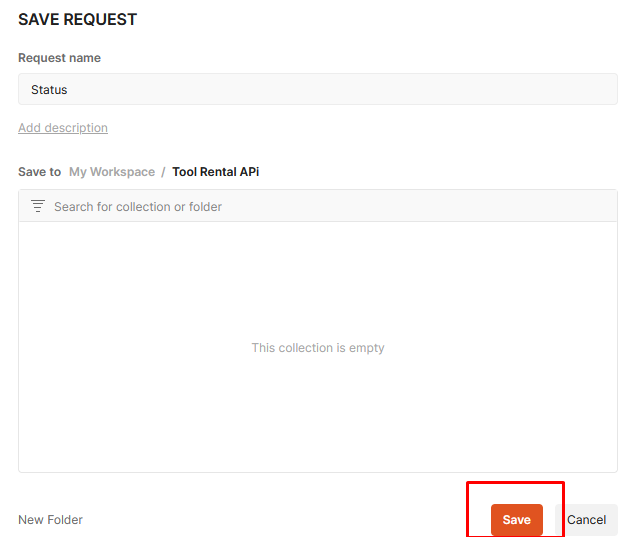 SAVE REQUEST
Request name
Status
Add description
Save to My Workspace / Tool Rental APi
Search for collection or folder
This collection is empty
New Folder
Save
Cancel